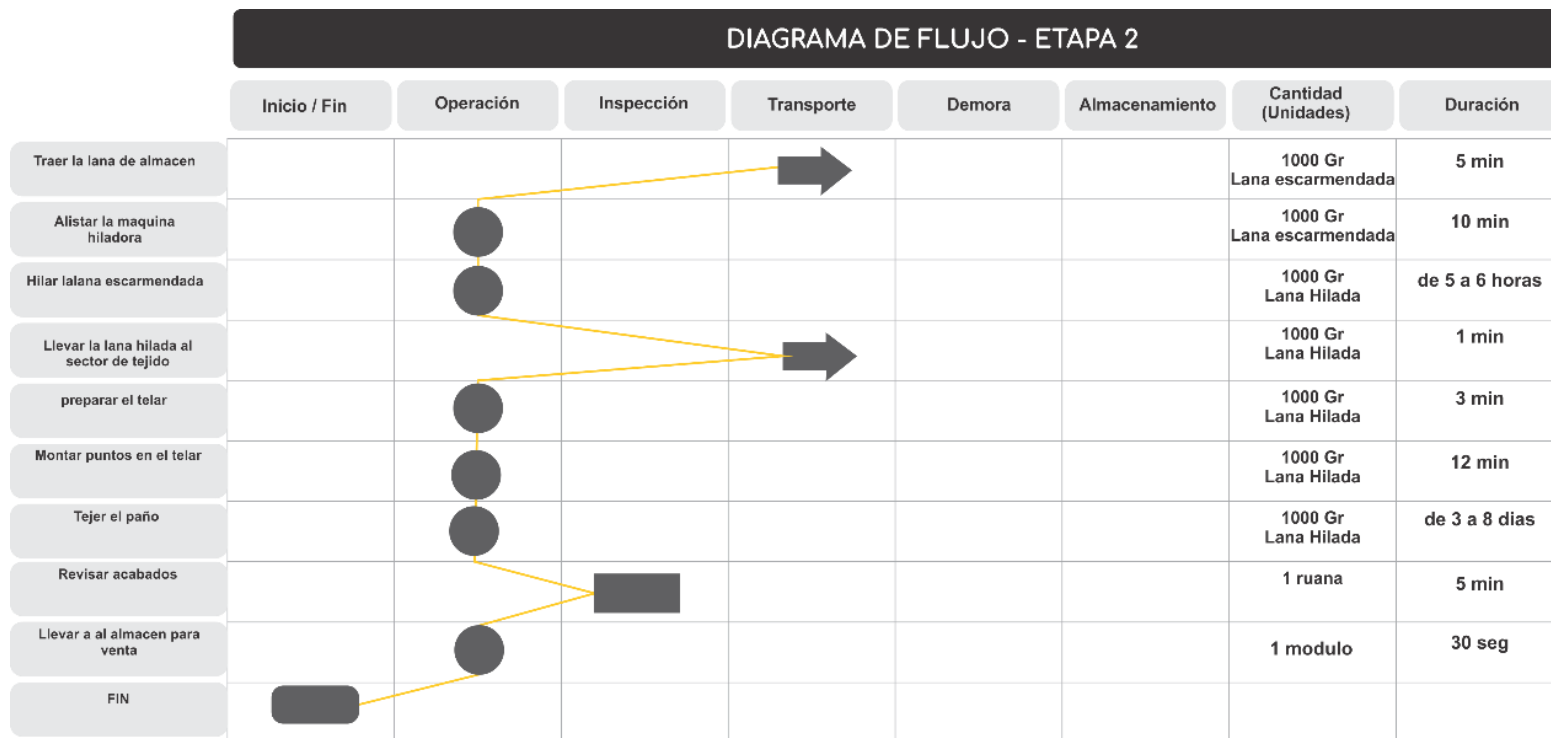 DIAGRAMA DE FLUJO - ETAPA 2
Inicio / Fin
Operación
Inspección
Transporte
Demora
Almacenamiento
Cantidad
(Unidades)
Duración
Traer la lana de almacen
1000 Gr
Lana escarmendada
5 min
Alistar la maquina
hiladora
1000 Gr
Lana escarmendada
10 min
Hilar lalana escarmendada
1000 Gr
Lana Hilada
de 5 a 6 horas
Llevar la lana hilada al
sector de tejido
1000 Gr
Lana Hilada
1 min
preparar el telar
1000 Gr
Lana Hilada
3 min
Montar puntos en el telar
1000 Gr
Lana Hilada
12 min
Tejer el paño
1000 Gr
Lana Hilada
de 3 a 8 dias
Revisar acabados
1 ruana
5 min
Llevar a al almacen para
venta
1 modulo
30 seg
FIN